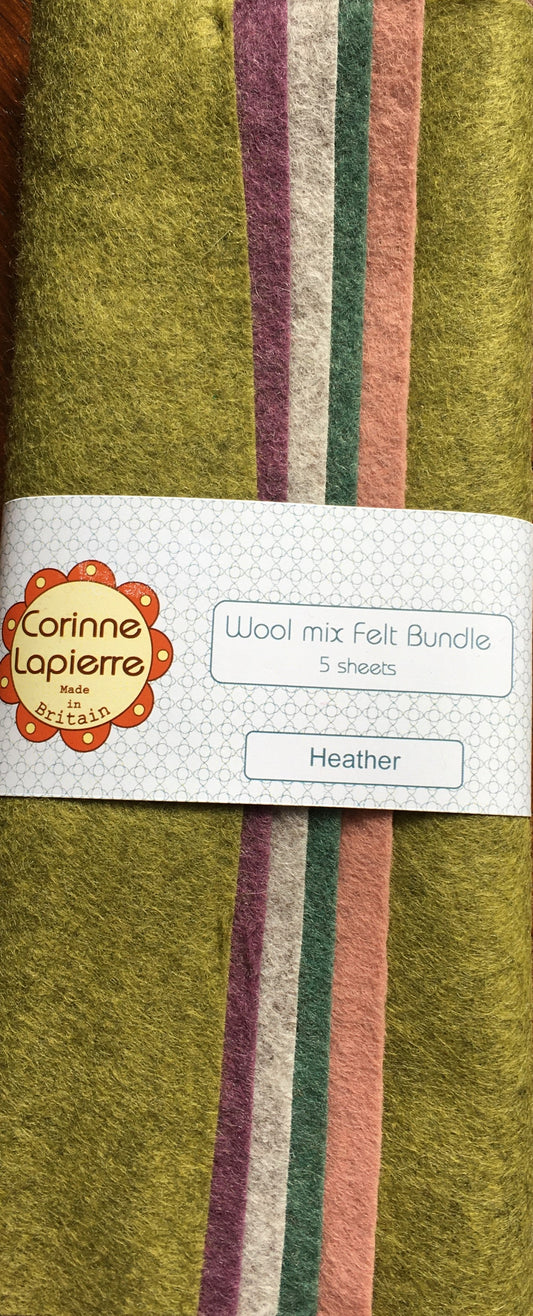 Corinne
Lapierre
Made
in
Britain
Wool mix Felt Bundle
5 sheets
Heather